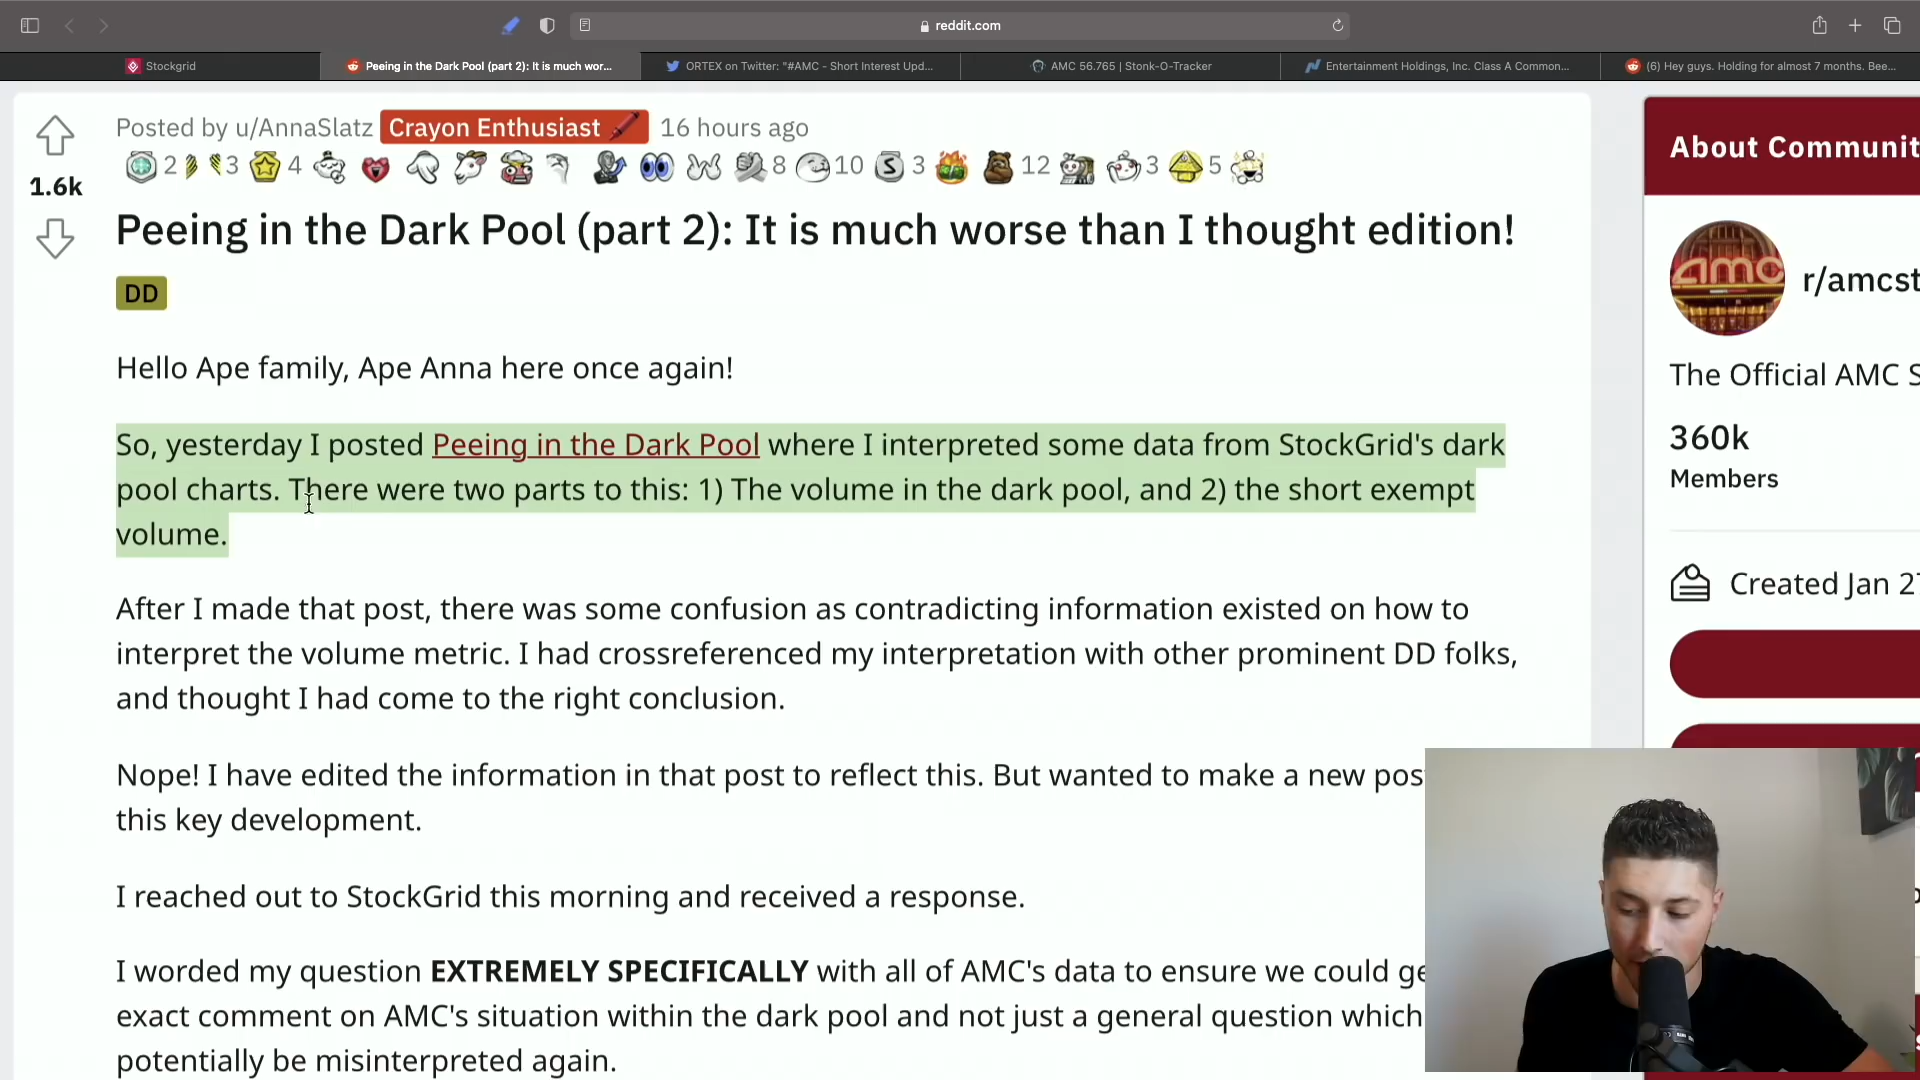 reddit.com
Stockgrid
Peeing in the Dark Pool (part 2): It is much wor...
ORTEX on Twitter: "#AMC - Short Interest Upd...
AMC 56.765 | Stonk-O-Tracker
Entertainment Holdings, Inc. Class A Common...
(6) Hey guys. Holding for almost 7 months. Bee...
Posted by u/AnnaSlatz Crayon Enthusiast 16 hours ago
2 3 4 8 10 S 3 12 3 5
1.6k
Peeing in the Dark Pool (part 2): It is much worse than I thought edition!
DD
Hello Ape family, Ape Anna here once again!
So, yesterday I posted Peeing in the Dark Pool where I interpreted some data from StockGrid's dark
pool charts. There were two parts to this: 1) The volume in the dark pool, and 2) the short exempt
volume.
After I made that post, there was some confusion as contradicting information existed on how to
interpret the volume metric. I had crossreferenced my interpretation with other prominent DD folks,
and thought I had come to the right conclusion.
Nope! I have edited the information in that post to reflect this. But wanted to make a new pos
this key development.
I reached out to StockGrid this morning and received a response.
I worded my question EXTREMELY SPECIFICALLY with all of AMC's data to ensure we could ge
exact comment on AMC's situation within the dark pool and not just a general question which
potentially be misinterpreted again.
About Communit
amc
r/amcst
The Official AMC S
360k
Members
Created Jan 27